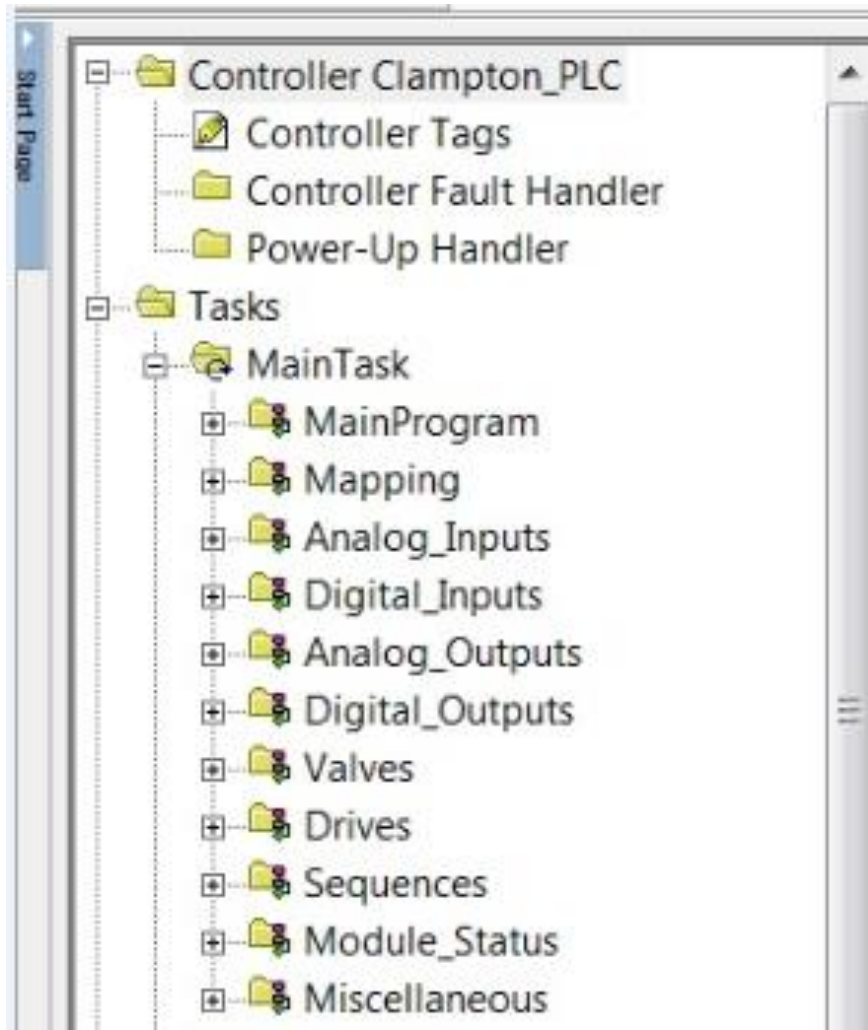 Start Page
Controller Clampton_PLC
Controller Tags
Controller Fault Handler
Power-Up Handler
Tasks
MainTask
MainProgram
Mapping
Analog_Inputs
Digital_Inputs
Analog_Outputs
Digital_Outputs
Valves
Drives
Sequences
Module_Status
Miscellaneous